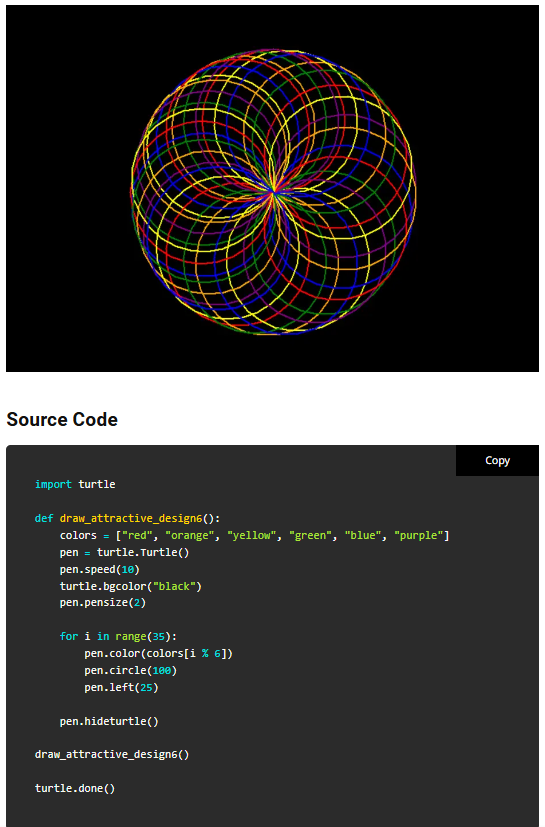 Source Code
Copy
import turtle
def draw_attractive_design6():
    colors = ["red", "orange", "yellow", "green", "blue", "purple"]
    pen = turtle.Turtle()
    pen.speed(10)
    turtle.bgcolor("black")
    pen.pensize(2)
    for i in range(35):
        pen.color(colors[i % 6])
        pen.circle(100)
        pen.left(25)
    pen.hideturtle()
draw_attractive_design6()
turtle.done()